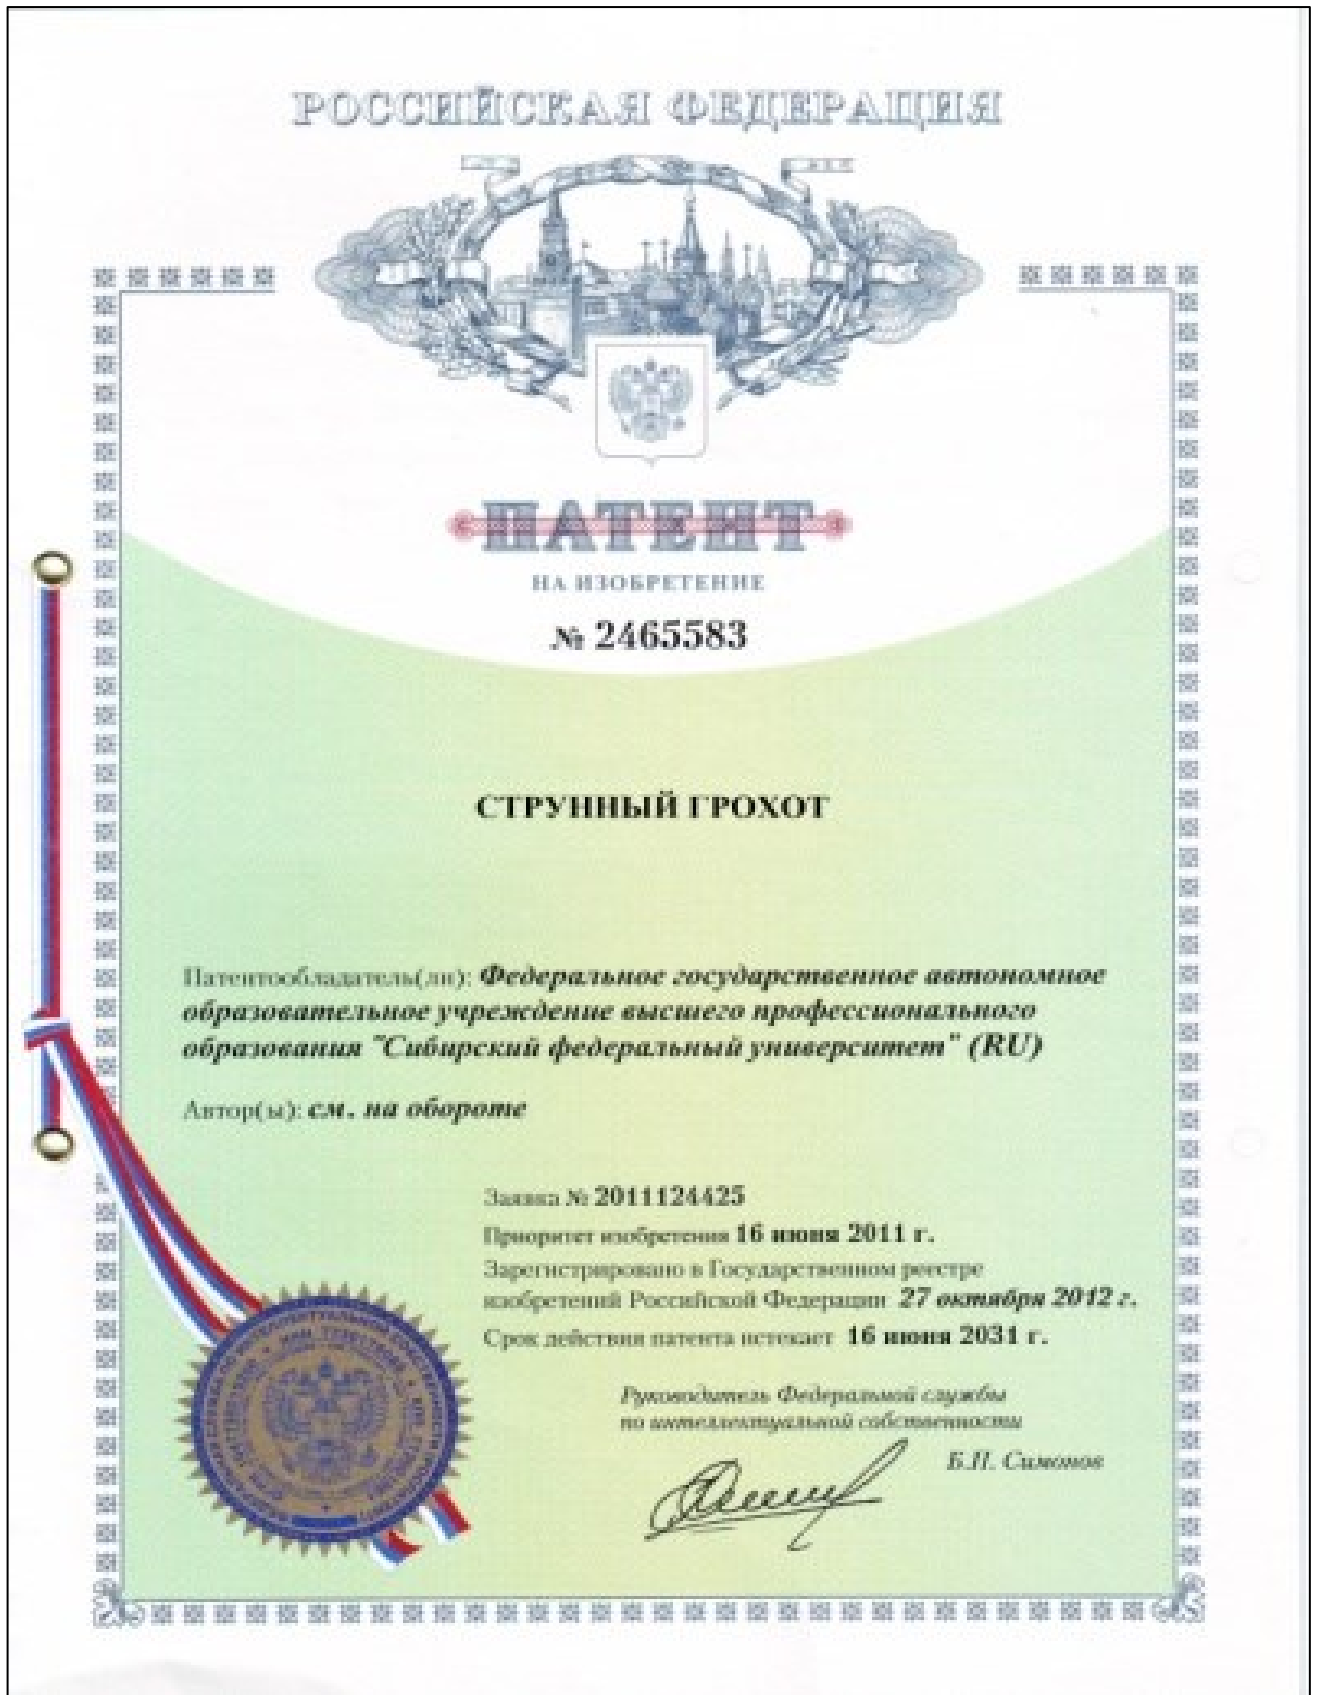 РОССИЙСКАЯ ФЕДЕРАЦИЯ
ПАТЕНТ
НА ИЗОБРЕТЕНИЕ
№ 2465583
СТРУННЫЙ ГРОХОТ
Патентообладатель(ли): Федеральное государственное автономное
образовательное учреждение высшего профессионального
образования "Сибирский федеральный университет" (RU)
Автор(ы): см. на обороте
Заявка № 2011124425
Приоритет изобретения 16 июня 2011 г.
Зарегистрировано в Государственном реестре
изобретений Российской Федерации 27 октября 2012 г.
Срок действия патента истекает 16 июня 2031 г.
Руководитель Федеральной службы
по интеллектуальной собственности
Б.П. Симонов